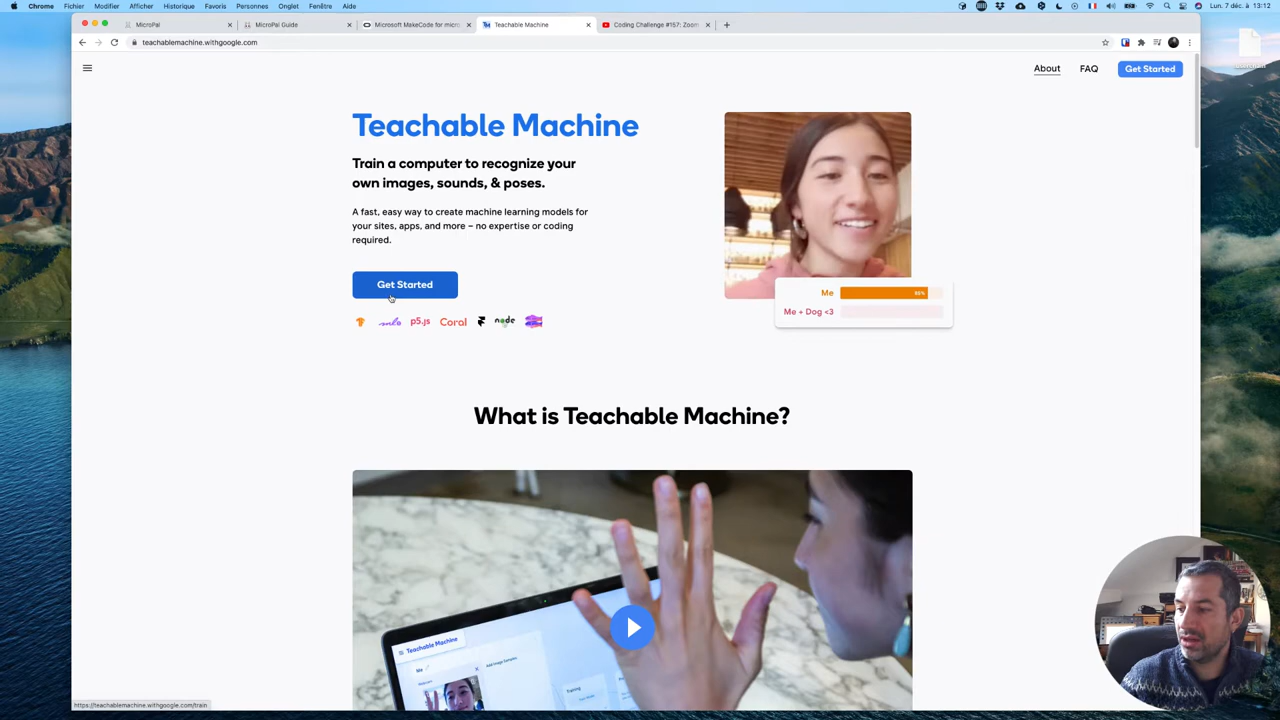 Chrome Fichier Modifier Afficher Historique Favoris Personnes Onglet Fenêtre Aide Lun. 7 déc. à 13:12
MicroPal MicroPal Guide Microsoft MakeCode for micro Teachable Machine Coding Challenge #157: Zoom
teachablemachine.withgoogle.com
About FAQ Get Started
Teachable Machine
Train a computer to recognize your
own images, sounds, & poses.
A fast, easy way to create machine learning models for
your sites, apps, and more – no expertise or coding
required.
Get Started
p5.js Coral node
Me
Me + Dog <3
What is Teachable Machine?
Teachable Machine
https://teachablemachine.withgoogle.com/train